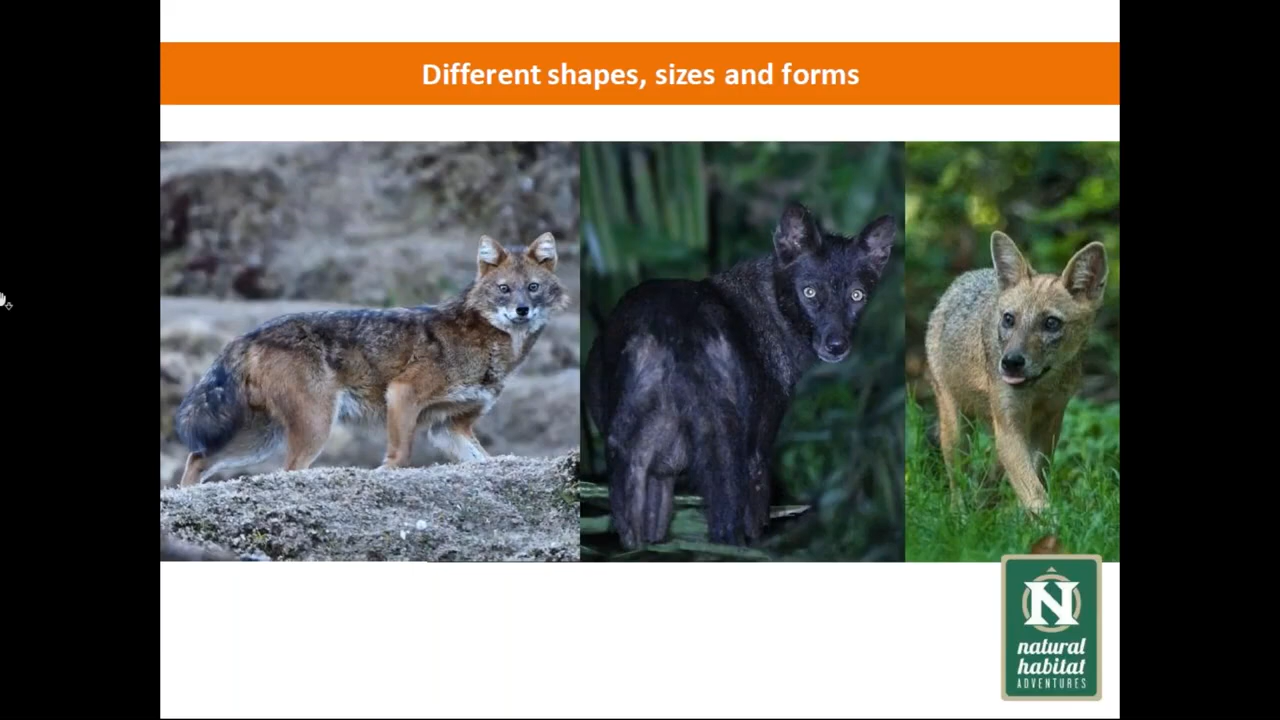 Different shapes, sizes and forms
N
natural
habitat
ADVENTURES